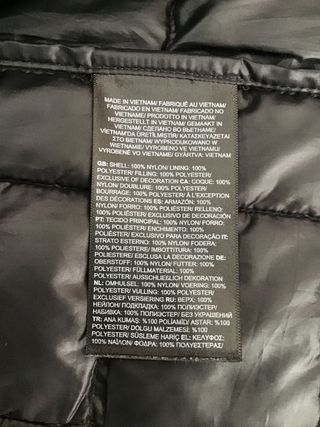 MADE IN VIETNAM/ FABRIQUÉ AU VIETNAM/
FABRICADO EN VIETNAM/ FABRICADO NO
VIETNAM/ PRODOTTO IN VIETNAM/
HERGESTELLT IN VIETNAM/ GEMAAKT IN
VIETNAM/ СДЕЛАНО ВО ВЬЕТНАМЕ/
VIETNAM'DA ÜRETİLMİŞTİR/ ΚΑΤΑΣΚΕΥΑΖΕΤΑΙ
ΣΤΟ ΒΙΕΤΝΑΜ/ WYPRODUKOWANO W
WIETNAMIE/ VYROBENO VE VIETNAMU/
VYROBENÉ VO VIETNAME/ GYÁRTVA: VIETNAM
GB: SHELL: 100% NYLON/ LINING: 100%
POLYESTER/ FILLING: 100% POLYESTER/
EXCLUSIVE OF DECORATION CA: COQUE: 100%
NYLON/ DOUBLURE: 100% POLYESTER/
BOURRAGE: 100% POLYESTER/ À L'EXCEPTION
DES DÉCORATIONS ES: ARMAZÓN: 100%
NYLON/ FORRO: 100% POLIÉSTER/ RELLENO
100% POLIÉSTER/ EXCLUSIVO DE DECORACIÓN
PT: TECIDO PRINCIPAL: 100% NYLON/ FORRO:
100% POLIÉSTER/ ENCHIMENTO: 100%
POLIÉSTER/ EXCLUSIVO PARA DECORAÇÃO IT:
STRATO ESTERNO: 100% NYLON/ FODERA:
100% POLIESTERE/ IMBOTTITURA: 100%
POLIESTERE/ ESCLUSA LA DECORAZIONE DE:
OBERSTOFF: 100% NYLON/ FUTTER: 100%
POLYESTER/ FÜLLMATERIAL: 100%
POLYESTER/ AUSSCHLIEßLICH DEKORATION
NL: OMHULSEL: 100% NYLON/ VOERING: 100%
POLYESTER/ VULLING: 100% POLYESTER/
EXCLUSIEF VERSIERING RU: ВЕРХ: 100%
НЕЙЛОН/ ПОДКЛАДКА: 100% ПОЛИЭСТЕР/
НАБИВКА: 100% ПОЛИЭСТЕР/ БЕЗ УКРАШЕНИЙ
TR: ANA KUMAŞ: %100 POLİAMİD/ ASTAR: %100
POLYESTER/ DOLGU MALZEMESİ: %100
POLYESTER/ SÜSLEME HARİÇ EL: ΚΕΛΥΦΟΣ:
100% ΝΑΪΛΟΝ/ ΦΟΔΡΑ: 100% ΠΟΛΥΕΣΤΕΡΑΣ/